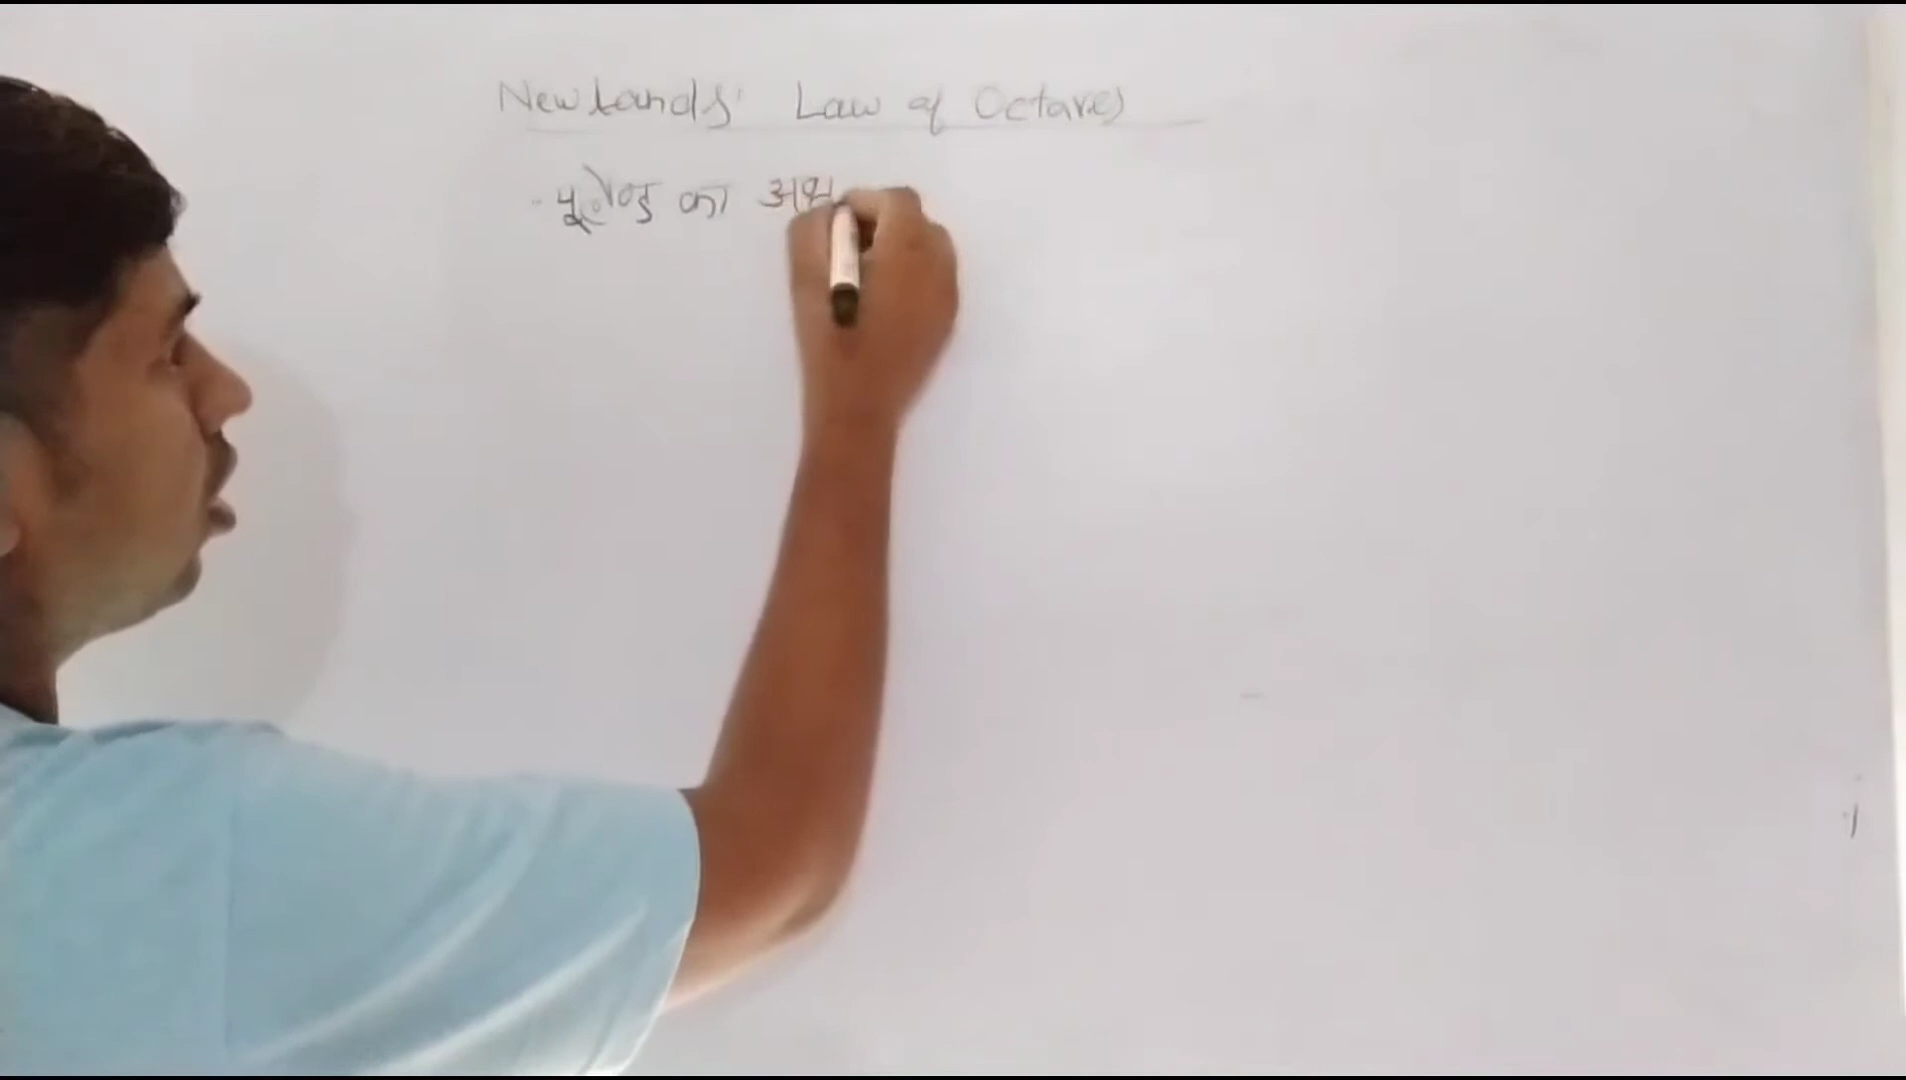 Newlands' Law of Octaves
का